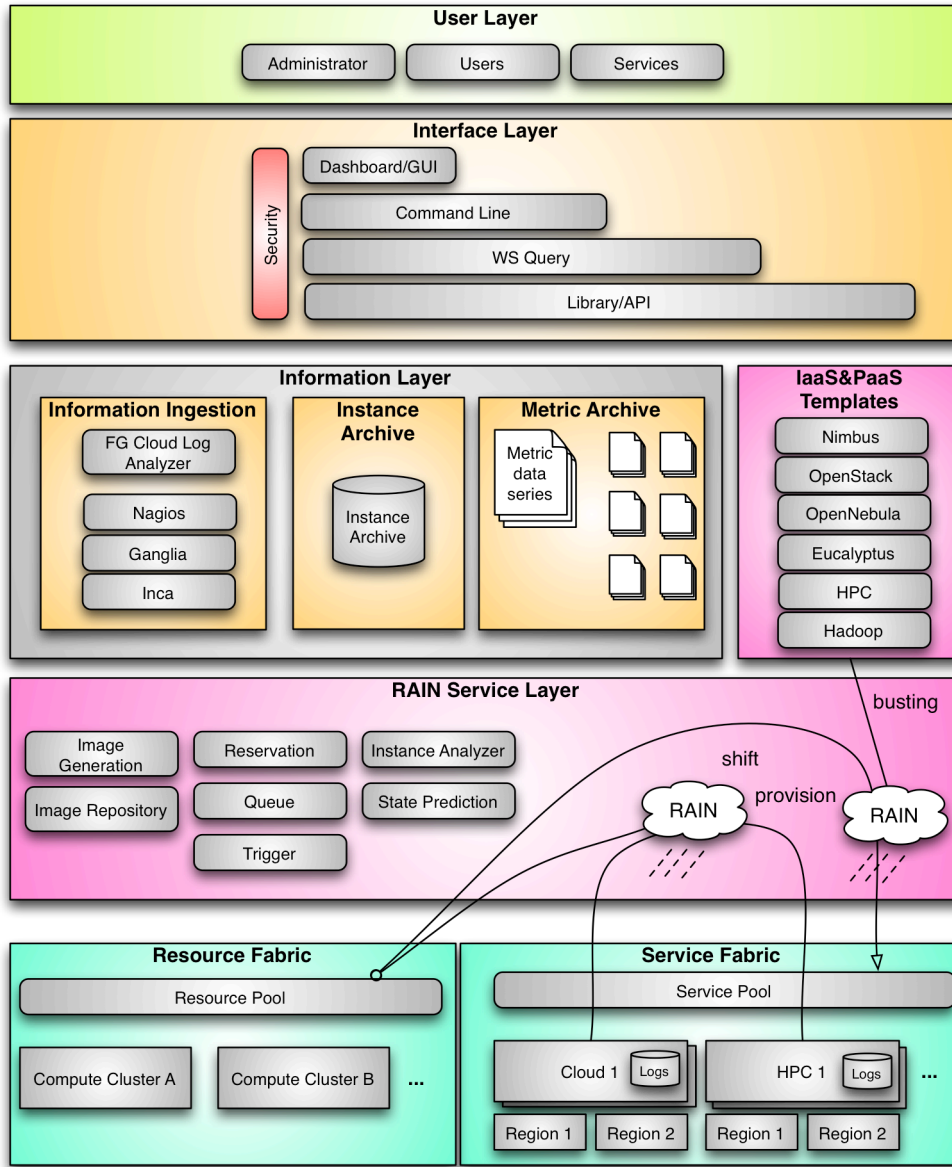 User Layer
Administrator
Users
Services
Interface Layer
Security
Dashboard/GUI
Command Line
WS Query
Library/API
Information Layer
Information Ingestion
FG Cloud Log
Analyzer
Nagios
Ganglia
Inca
Instance
Archive
Instance
Archive
Metric Archive
Metric
data
series
IaaS&PaaS
Templates
Nimbus
OpenStack
OpenNebula
Eucalyptus
HPC
Hadoop
RAIN Service Layer
Image
Generation
Image Repository
Reservation
Queue
Trigger
Instance Analyzer
State Prediction
busting
shift
provision
RAIN
RAIN
Resource Fabric
Resource Pool
Compute Cluster A
Compute Cluster B
...
Service Fabric
Service Pool
Cloud 1
Logs
HPC 1
Logs
...
Region 1
Region 2
Region 1
Region 2